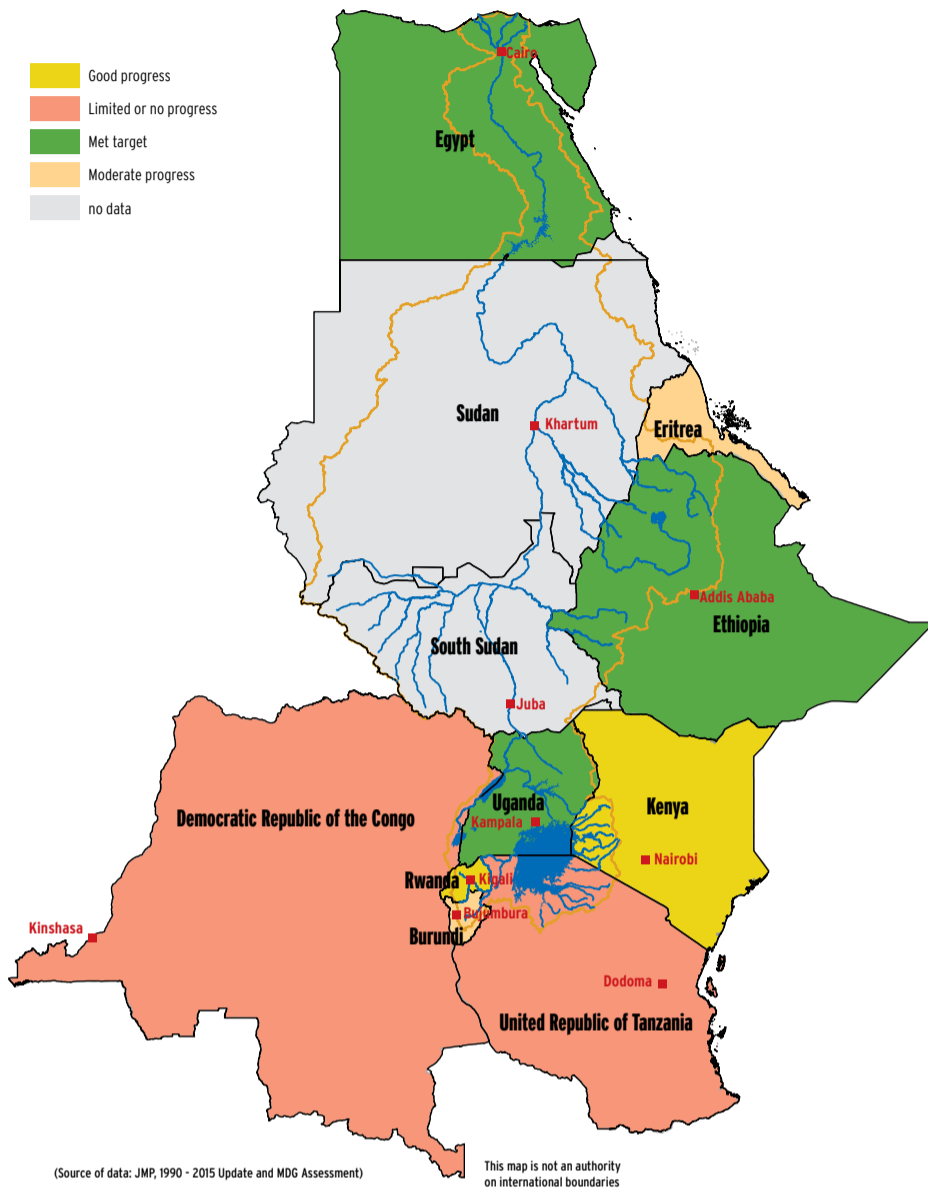 Good progress
Limited or no progress
Met target
Moderate progress
no data
Cairo
Egypt
Sudan
Khartum
Eritrea
Addis Ababa
Ethiopia
South Sudan
Juba
Democratic Republic of the Congo
Uganda
Kampala
Kenya
Nairobi
Rwanda
Kigali
Bujumbura
Burundi
Kinshasa
Dodoma
United Republic of Tanzania
(Source of data: JMP, 1990 - 2015 Update and MDG Assessment)
This map is not an authority
on international boundaries